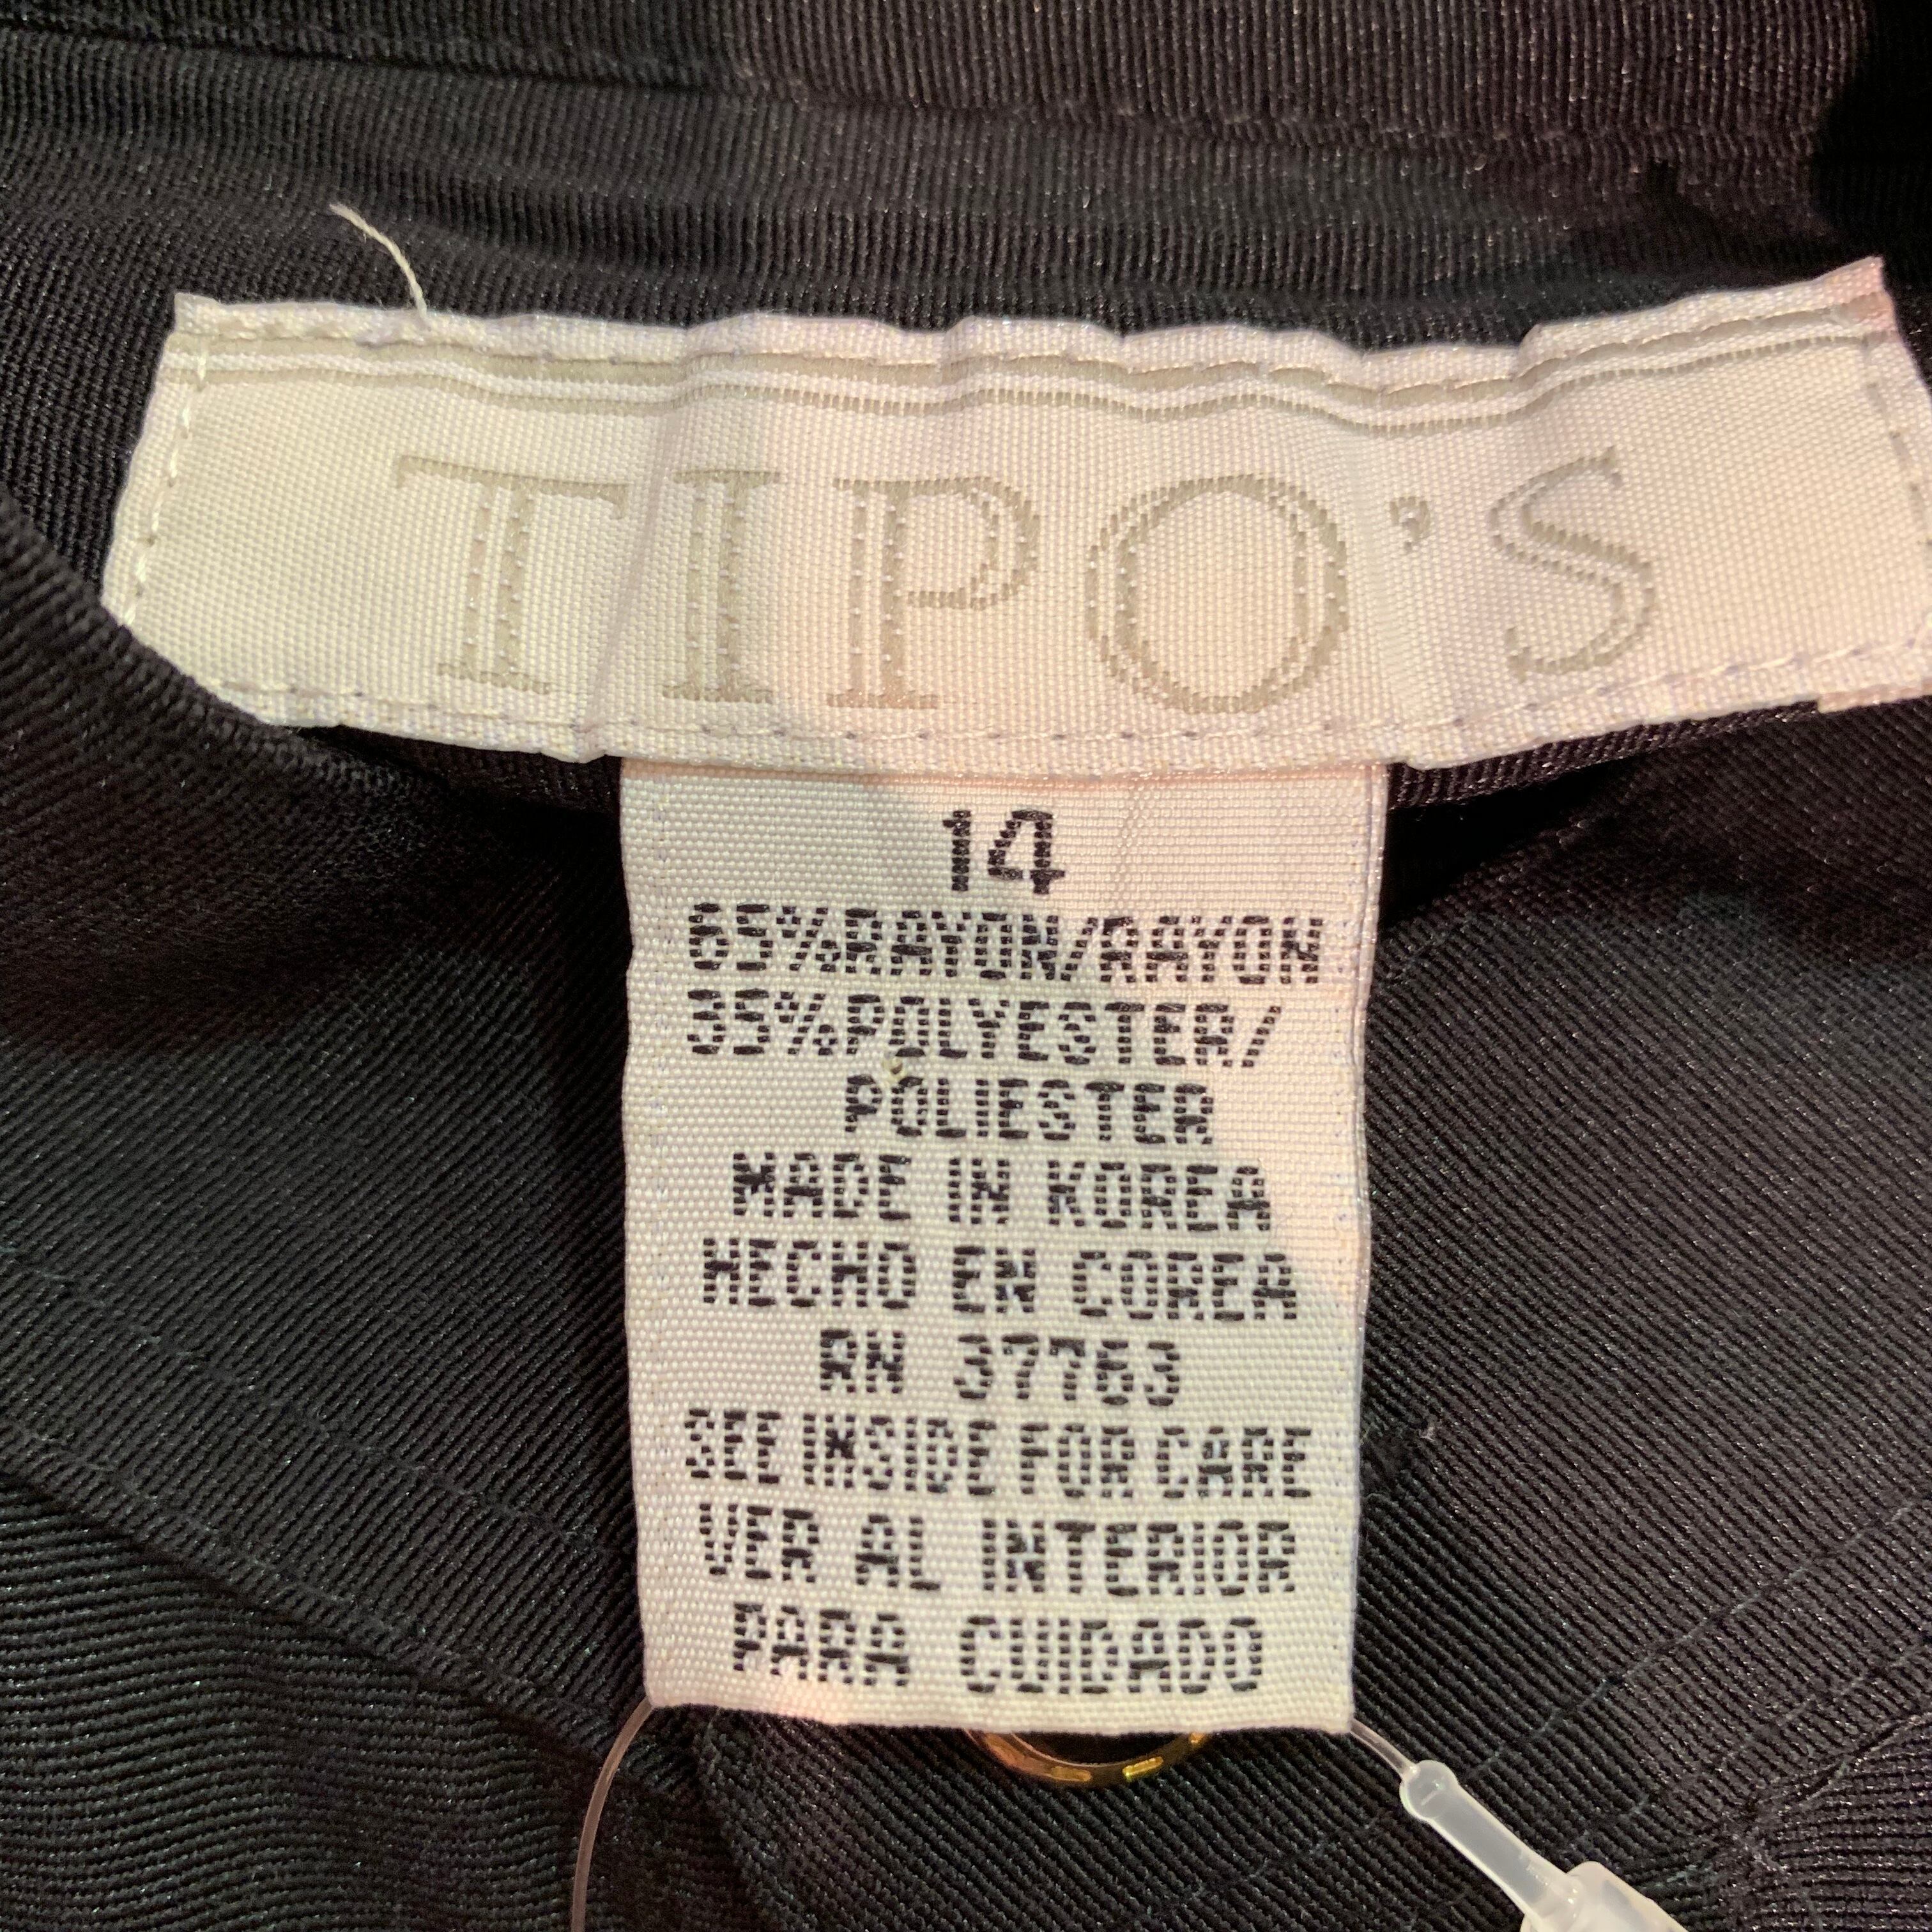 TIPO'S
14
65%RAYON/RAYON
35%POLYESTER/
POLIESTER
MADE IN KOREA
HECHO EN COREA
RN 37763
SEE INSIDE FOR CARE
VER AL INTERIOR
PARA CUIDADO